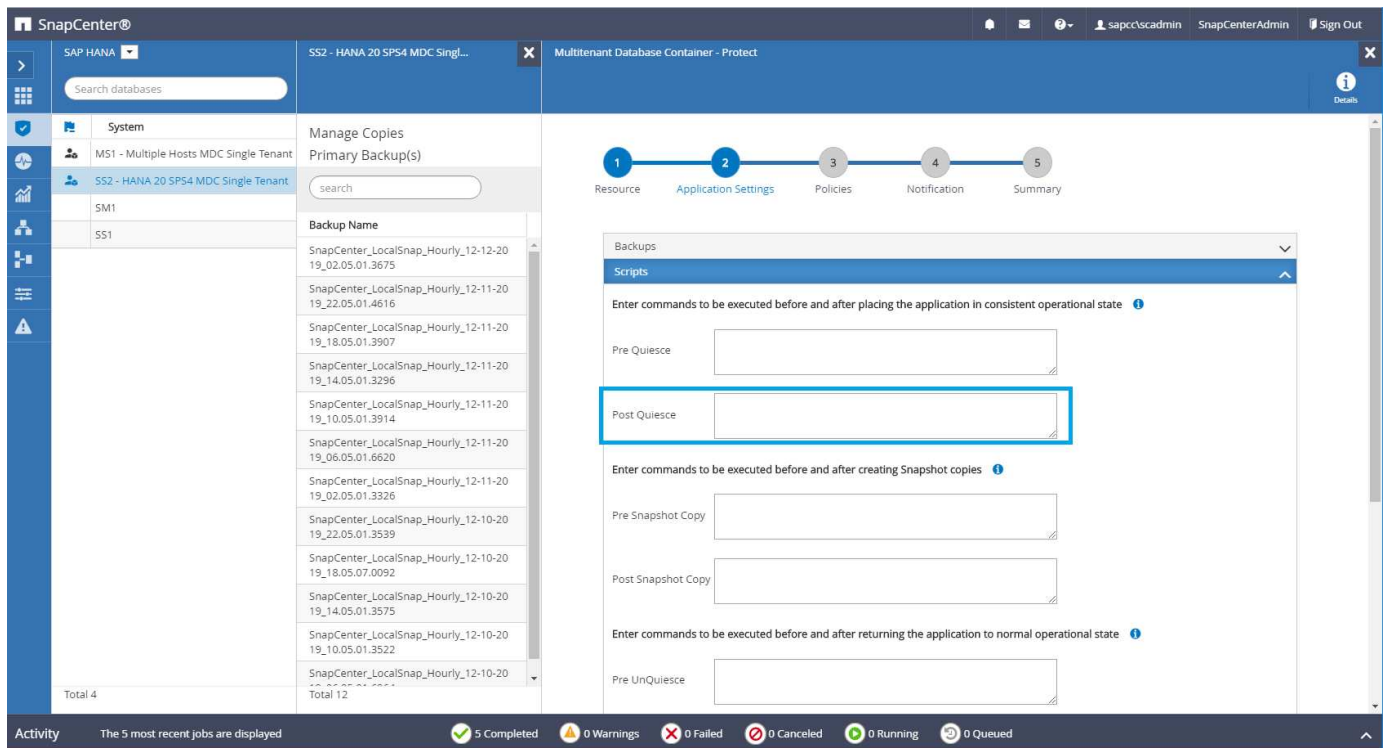 SnapCenter®
sapcc\scadmin SnapCenterAdmin Sign Out
SAP HANA
Search databases
System
MS1 - Multiple Hosts MDC Single Tenant
SS2 - HANA 20 SPS4 MDC Single Tenant
SM1
SS1
Total 4
SS2 - HANA 20 SPS4 MDC Singl...
Manage Copies
Primary Backup(s)
search
Backup Name
SnapCenter_LocalSnap_Hourly_12-12-20
19_02.05.01.3675
SnapCenter_LocalSnap_Hourly_12-11-20
19_22.05.01.4616
SnapCenter_LocalSnap_Hourly_12-11-20
19_18.05.01.3907
SnapCenter_LocalSnap_Hourly_12-11-20
19_14.05.01.3296
SnapCenter_LocalSnap_Hourly_12-11-20
19_10.05.01.3914
SnapCenter_LocalSnap_Hourly_12-11-20
19_06.05.01.6620
SnapCenter_LocalSnap_Hourly_12-11-20
19_02.05.01.3326
SnapCenter_LocalSnap_Hourly_12-10-20
19_22.05.01.3539
SnapCenter_LocalSnap_Hourly_12-10-20
19_18.05.07.0092
SnapCenter_LocalSnap_Hourly_12-10-20
19_14.05.01.3575
SnapCenter_LocalSnap_Hourly_12-10-20
19_10.05.01.3522
SnapCenter_LocalSnap_Hourly_12-10-20
Total 12
Multitenant Database Container - Protect
Details
1 2 3 4 5
Resource Application Settings Policies Notification Summary
Backups
Scripts
Enter commands to be executed before and after placing the application in consistent operational state
Pre Quiesce
Post Quiesce
Enter commands to be executed before and after creating Snapshot copies
Pre Snapshot Copy
Post Snapshot Copy
Enter commands to be executed before and after returning the application to normal operational state
Pre UnQuiesce
Activity The 5 most recent jobs are displayed 5 Completed 0 Warnings 0 Failed 0 Canceled 0 Running 0 Queued